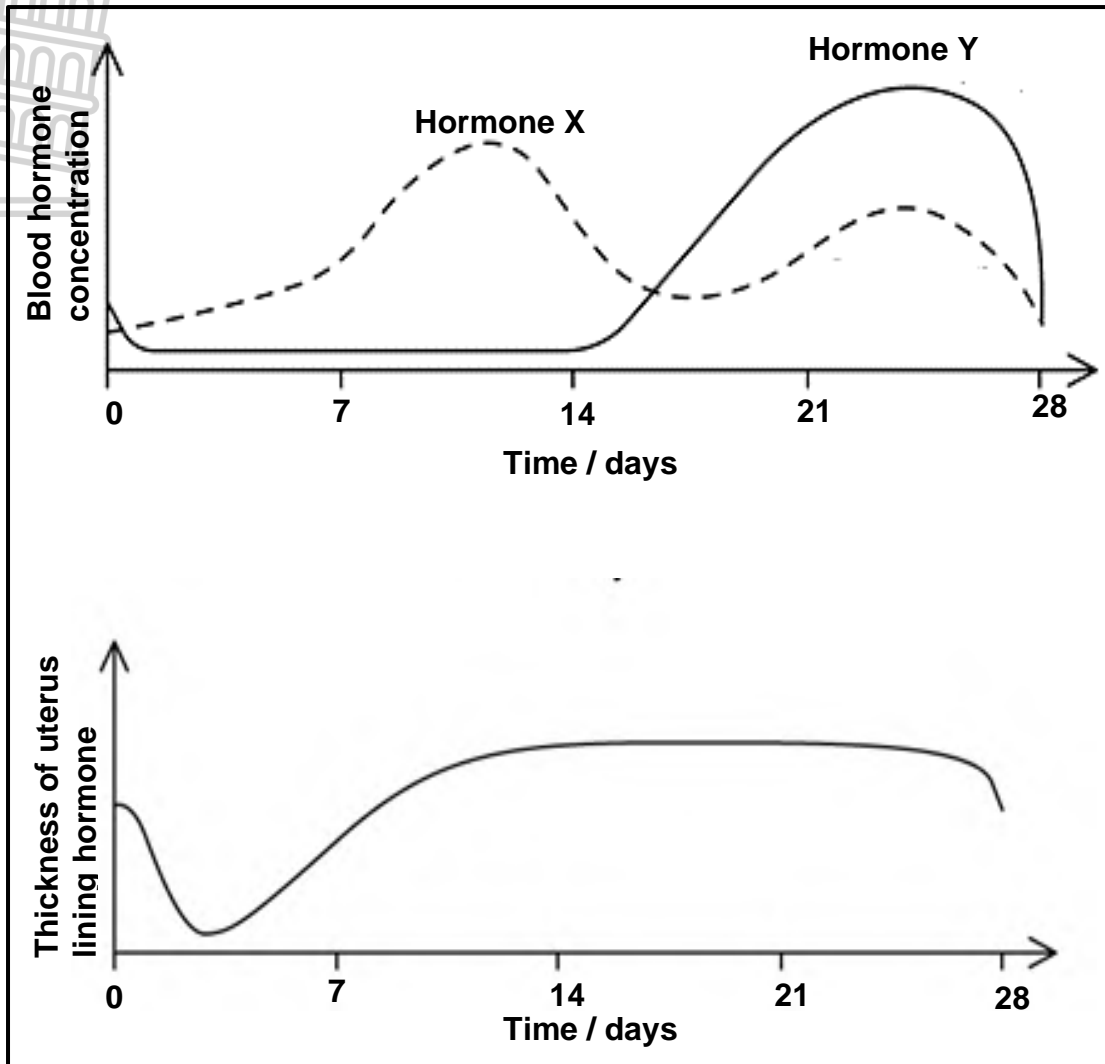 Hormone Y
Hormone X
Blood hormone
concentration
0 7 14 21 28
Time / days
Thickness of uterus
lining hormone
0 7 14 21 28
Time / days